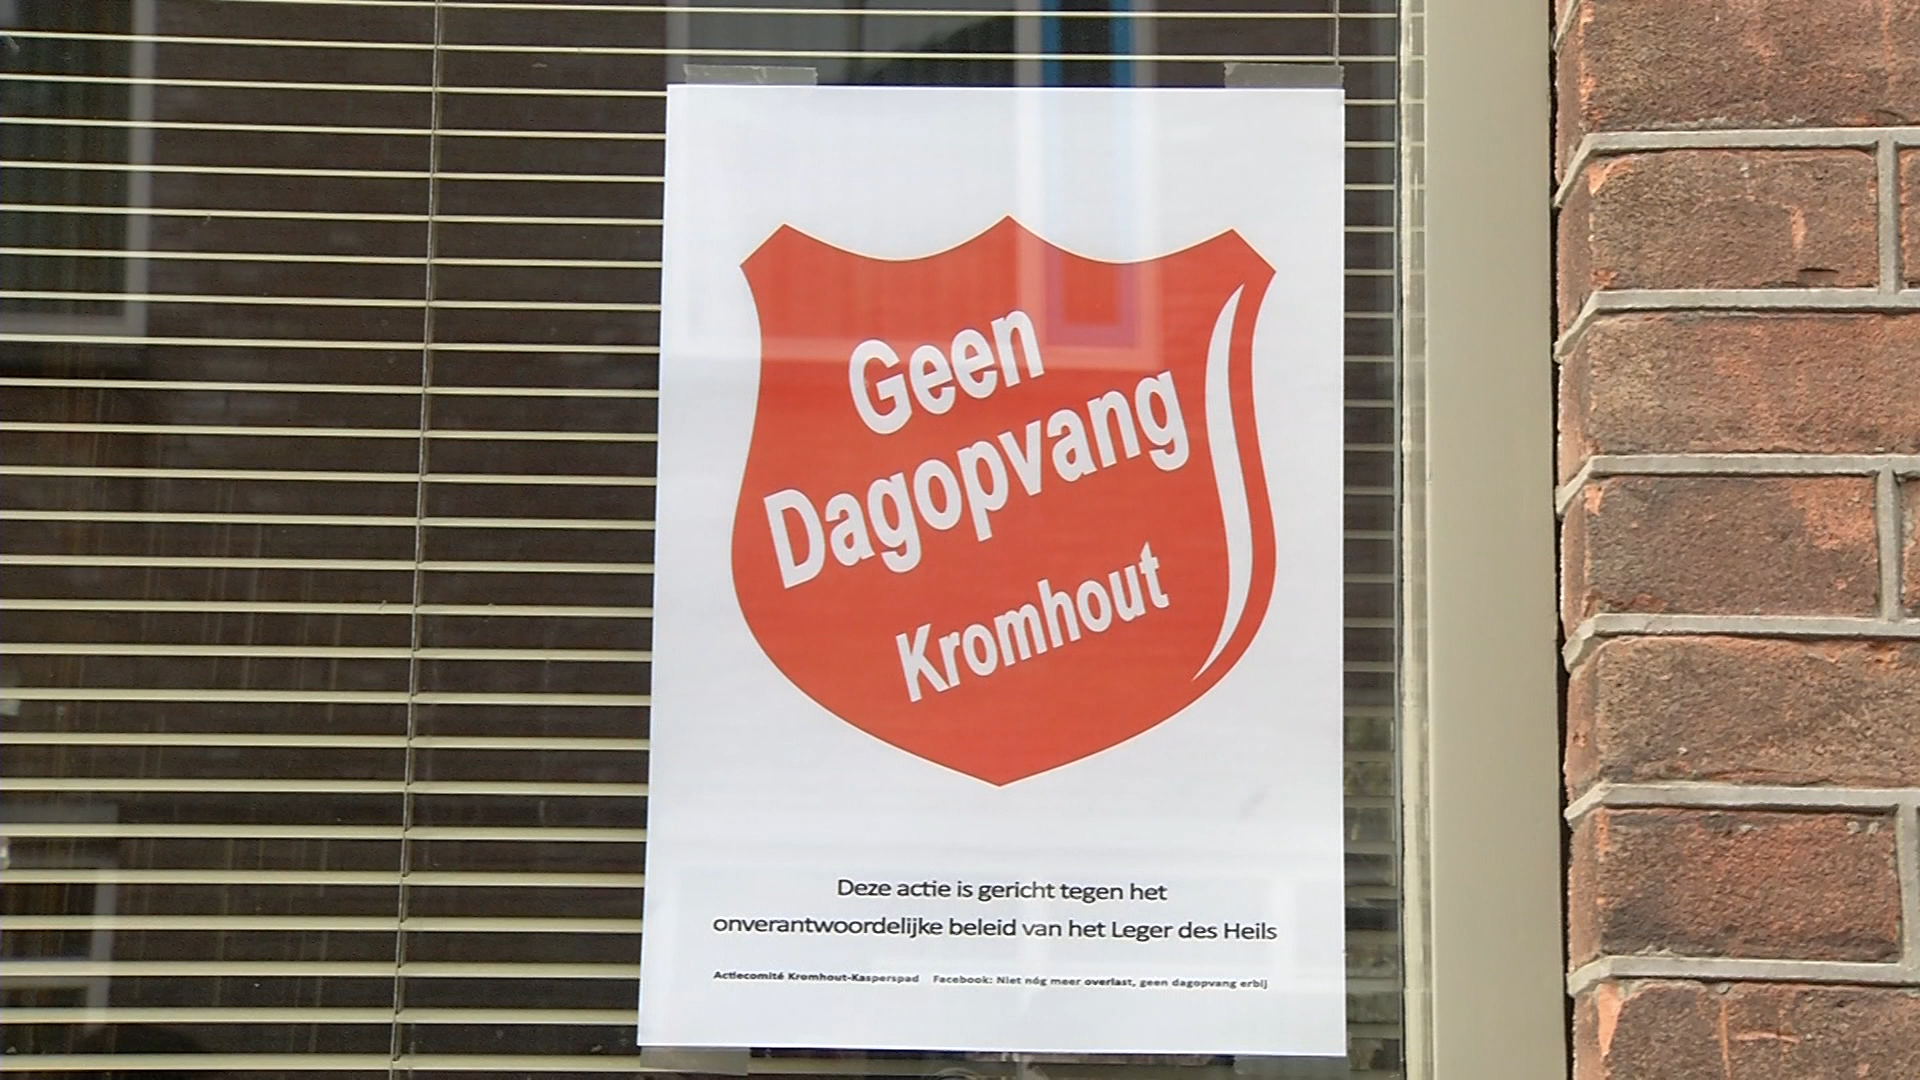 Geen
Dagopvang
Kromhout
Deze actie is gericht tegen het
onverantwoordelijke beleid van het Leger des Heils
Actiecomité Kromhout-Kasperspad Facebook: Niet nóg meer overlast, geen dagopvang erbij